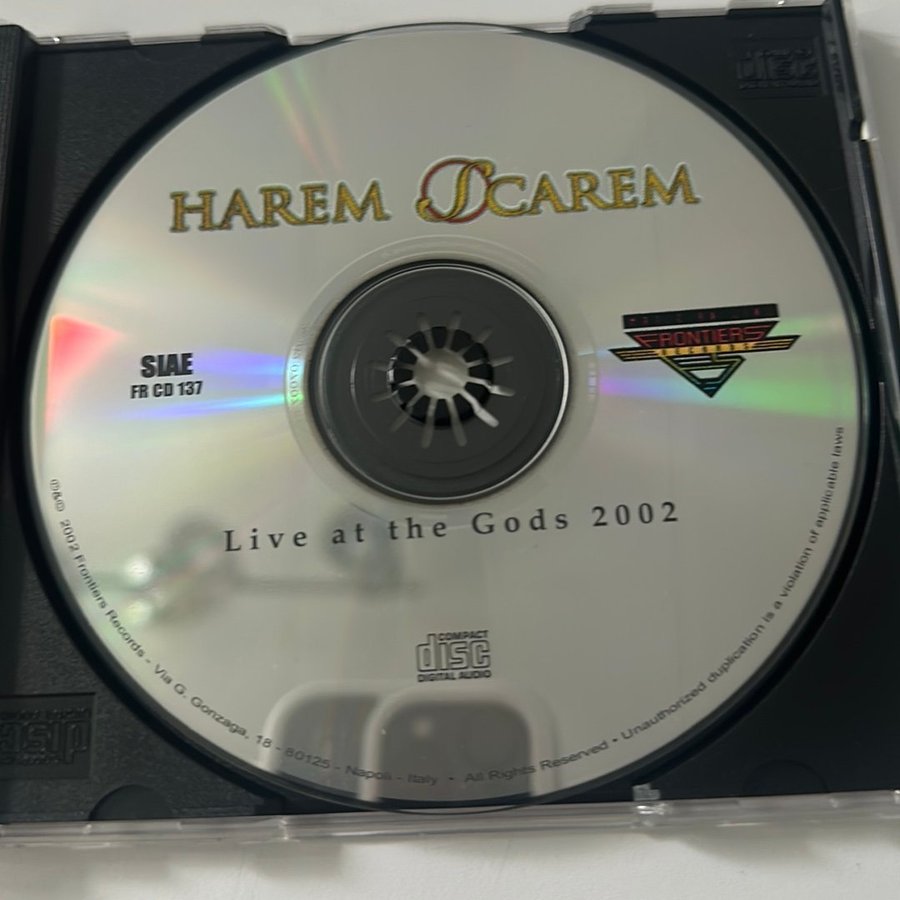 HAREM SCAREM
SIAE
FR CD 137
FRONTIERS
RECORDS
Live at the Gods 2002
COMPACT
disc
DIGITAL AUDIO
℗&© 2002 Frontiers Records - Via G. Gonzaga, 18 - 80125 - Napoli - Italy • All Rights Reserved • Unauthorized duplication is a violation of applicable laws